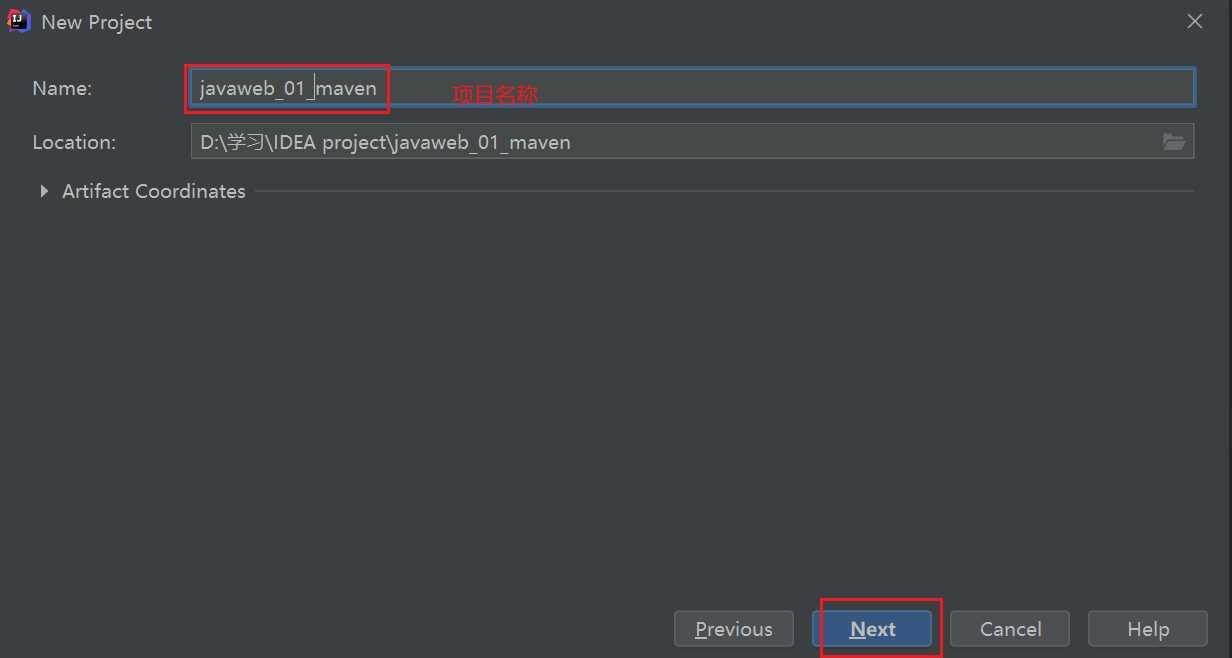 New Project
Name: javaweb_01_maven 项目名称
Location: D:\学习\IDEA project\javaweb_01_maven
Artifact Coordinates
Previous Next Cancel Help